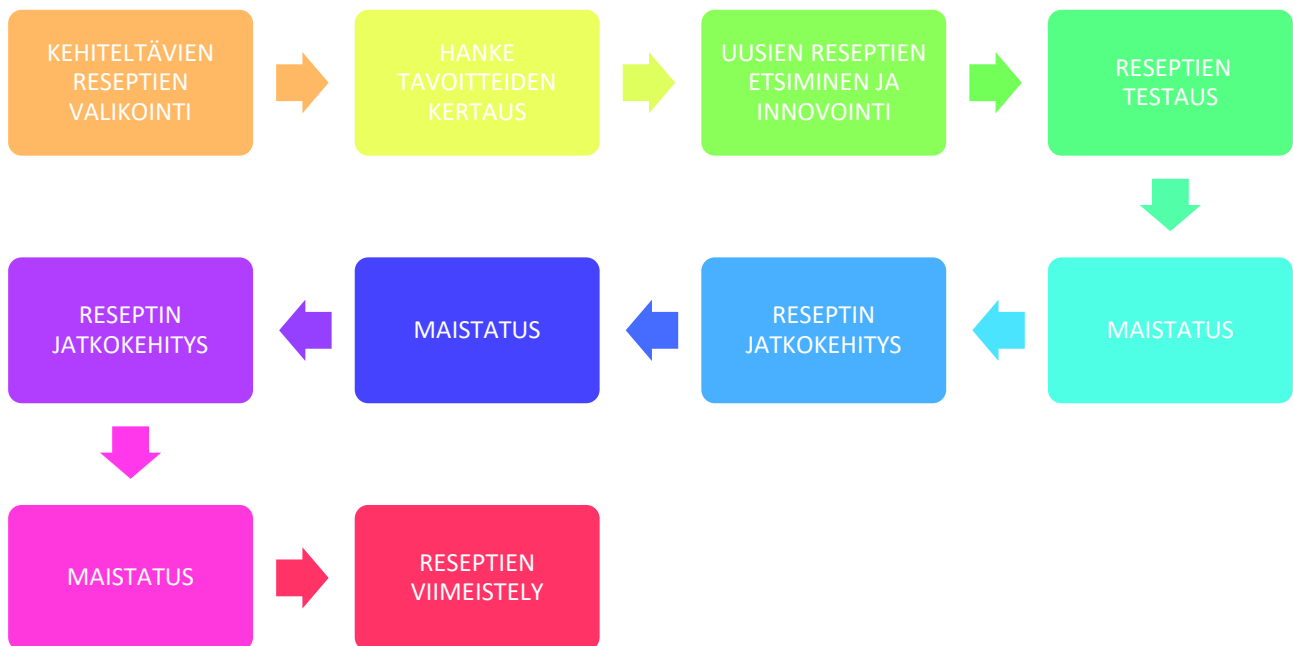 KEHITELTÄVIEN
RESEPTIEN
VALIKOINTI
HANKE
TAVOITTEIDEN
KERTAUS
UUSIEN RESEPTIEN
ETSIMINEN JA
INNOVOINTI
RESEPTIEN
TESTAUS
MAISTATUS
RESEPTIN
JATKOKEHITYS
MAISTATUS
RESEPTIN
JATKOKEHITYS
MAISTATUS
RESEPTIEN
VIIMEISTELY